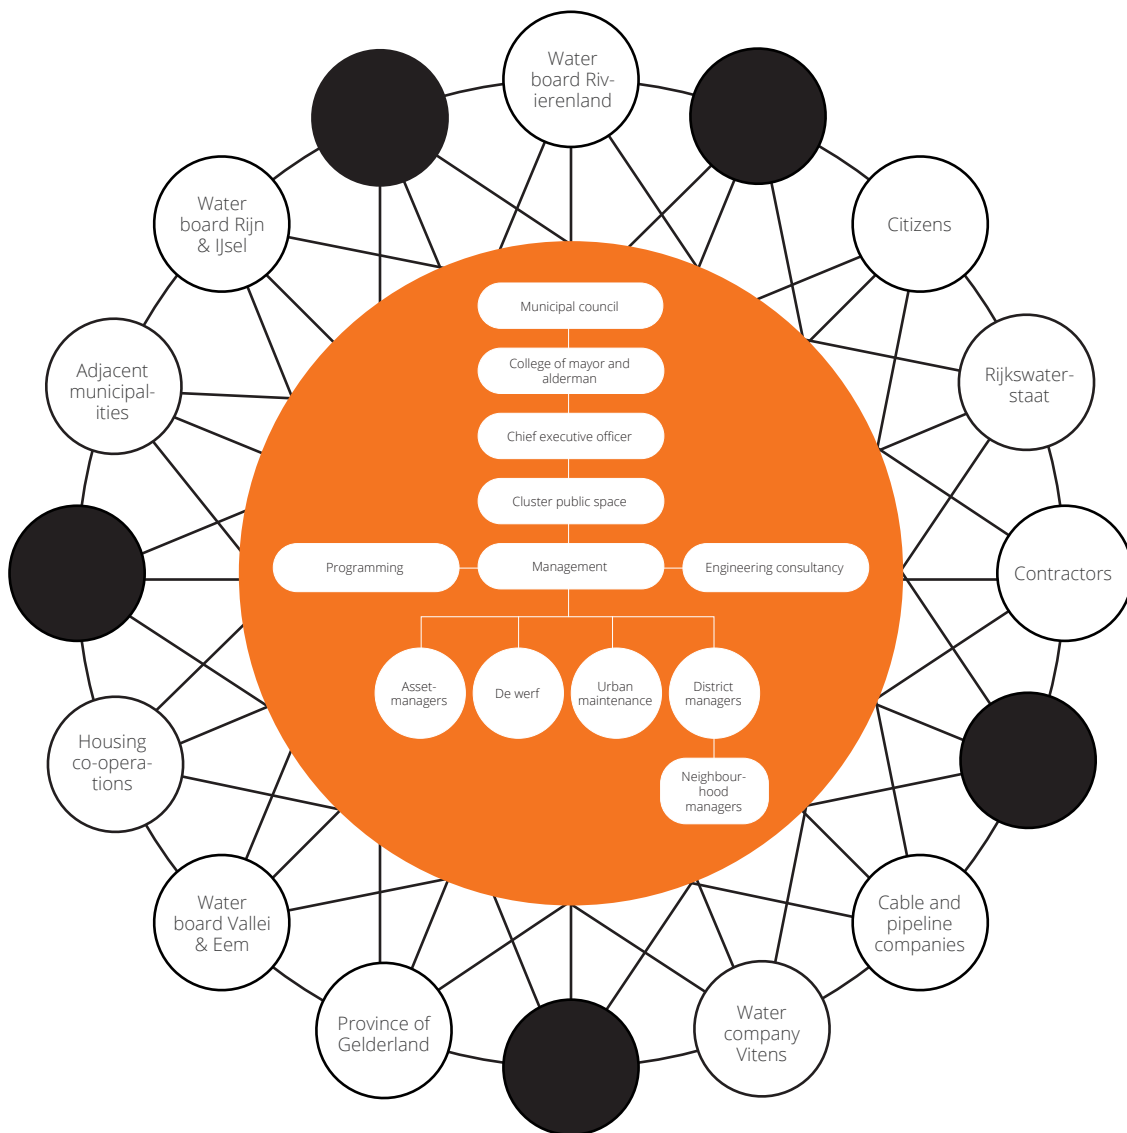 Water
board Riv-
ierenland
Citizens
Rijkswater-
staat
Contractors
Cable and
pipeline
companies
Water
company
Vitens
Province of
Gelderland
Water
board Vallei
& Eem
Housing
co-opera-
tions
Adjacent
municipal-
ities
Water
board Rijn
& IJsel
Municipal council
College of mayor and
alderman
Chief executive officer
Cluster public space
Programming
Management
Engineering consultancy
Asset-
managers
De werf
Urban
maintenance
District
managers
Neighbour-
hood
managers